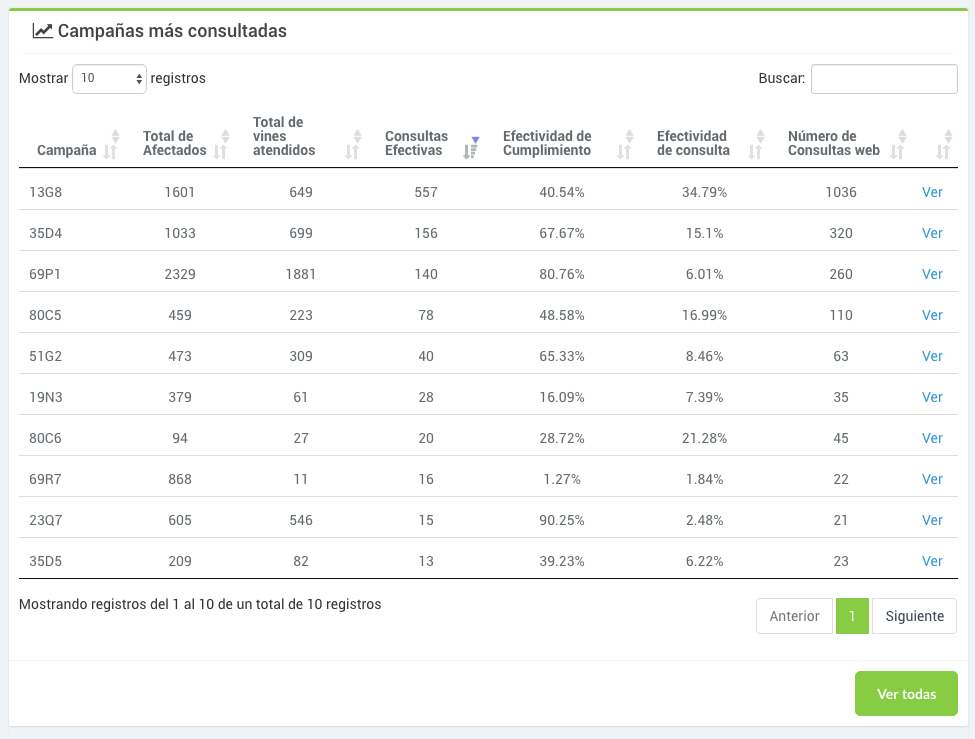 Campañas más consultadas
Mostrar 10 registros Buscar:
Campaña Total de Afectados Total de vines atendidos Consultas Efectivas Efectividad de Cumplimiento Efectividad de consulta Número de Consultas web
13G8 1601 649 557 40.54% 34.79% 1036 Ver
35D4 1033 699 156 67.67% 15.1% 320 Ver
69P1 2329 1881 140 80.76% 6.01% 260 Ver
80C5 459 223 78 48.58% 16.99% 110 Ver
51G2 473 309 40 65.33% 8.46% 63 Ver
19N3 379 61 28 16.09% 7.39% 35 Ver
80C6 94 27 20 28.72% 21.28% 45 Ver
69R7 868 11 16 1.27% 1.84% 22 Ver
23Q7 605 546 15 90.25% 2.48% 21 Ver
35D5 209 82 13 39.23% 6.22% 23 Ver
Mostrando registros del 1 al 10 de un total de 10 registros
Anterior 1 Siguiente
Ver todas